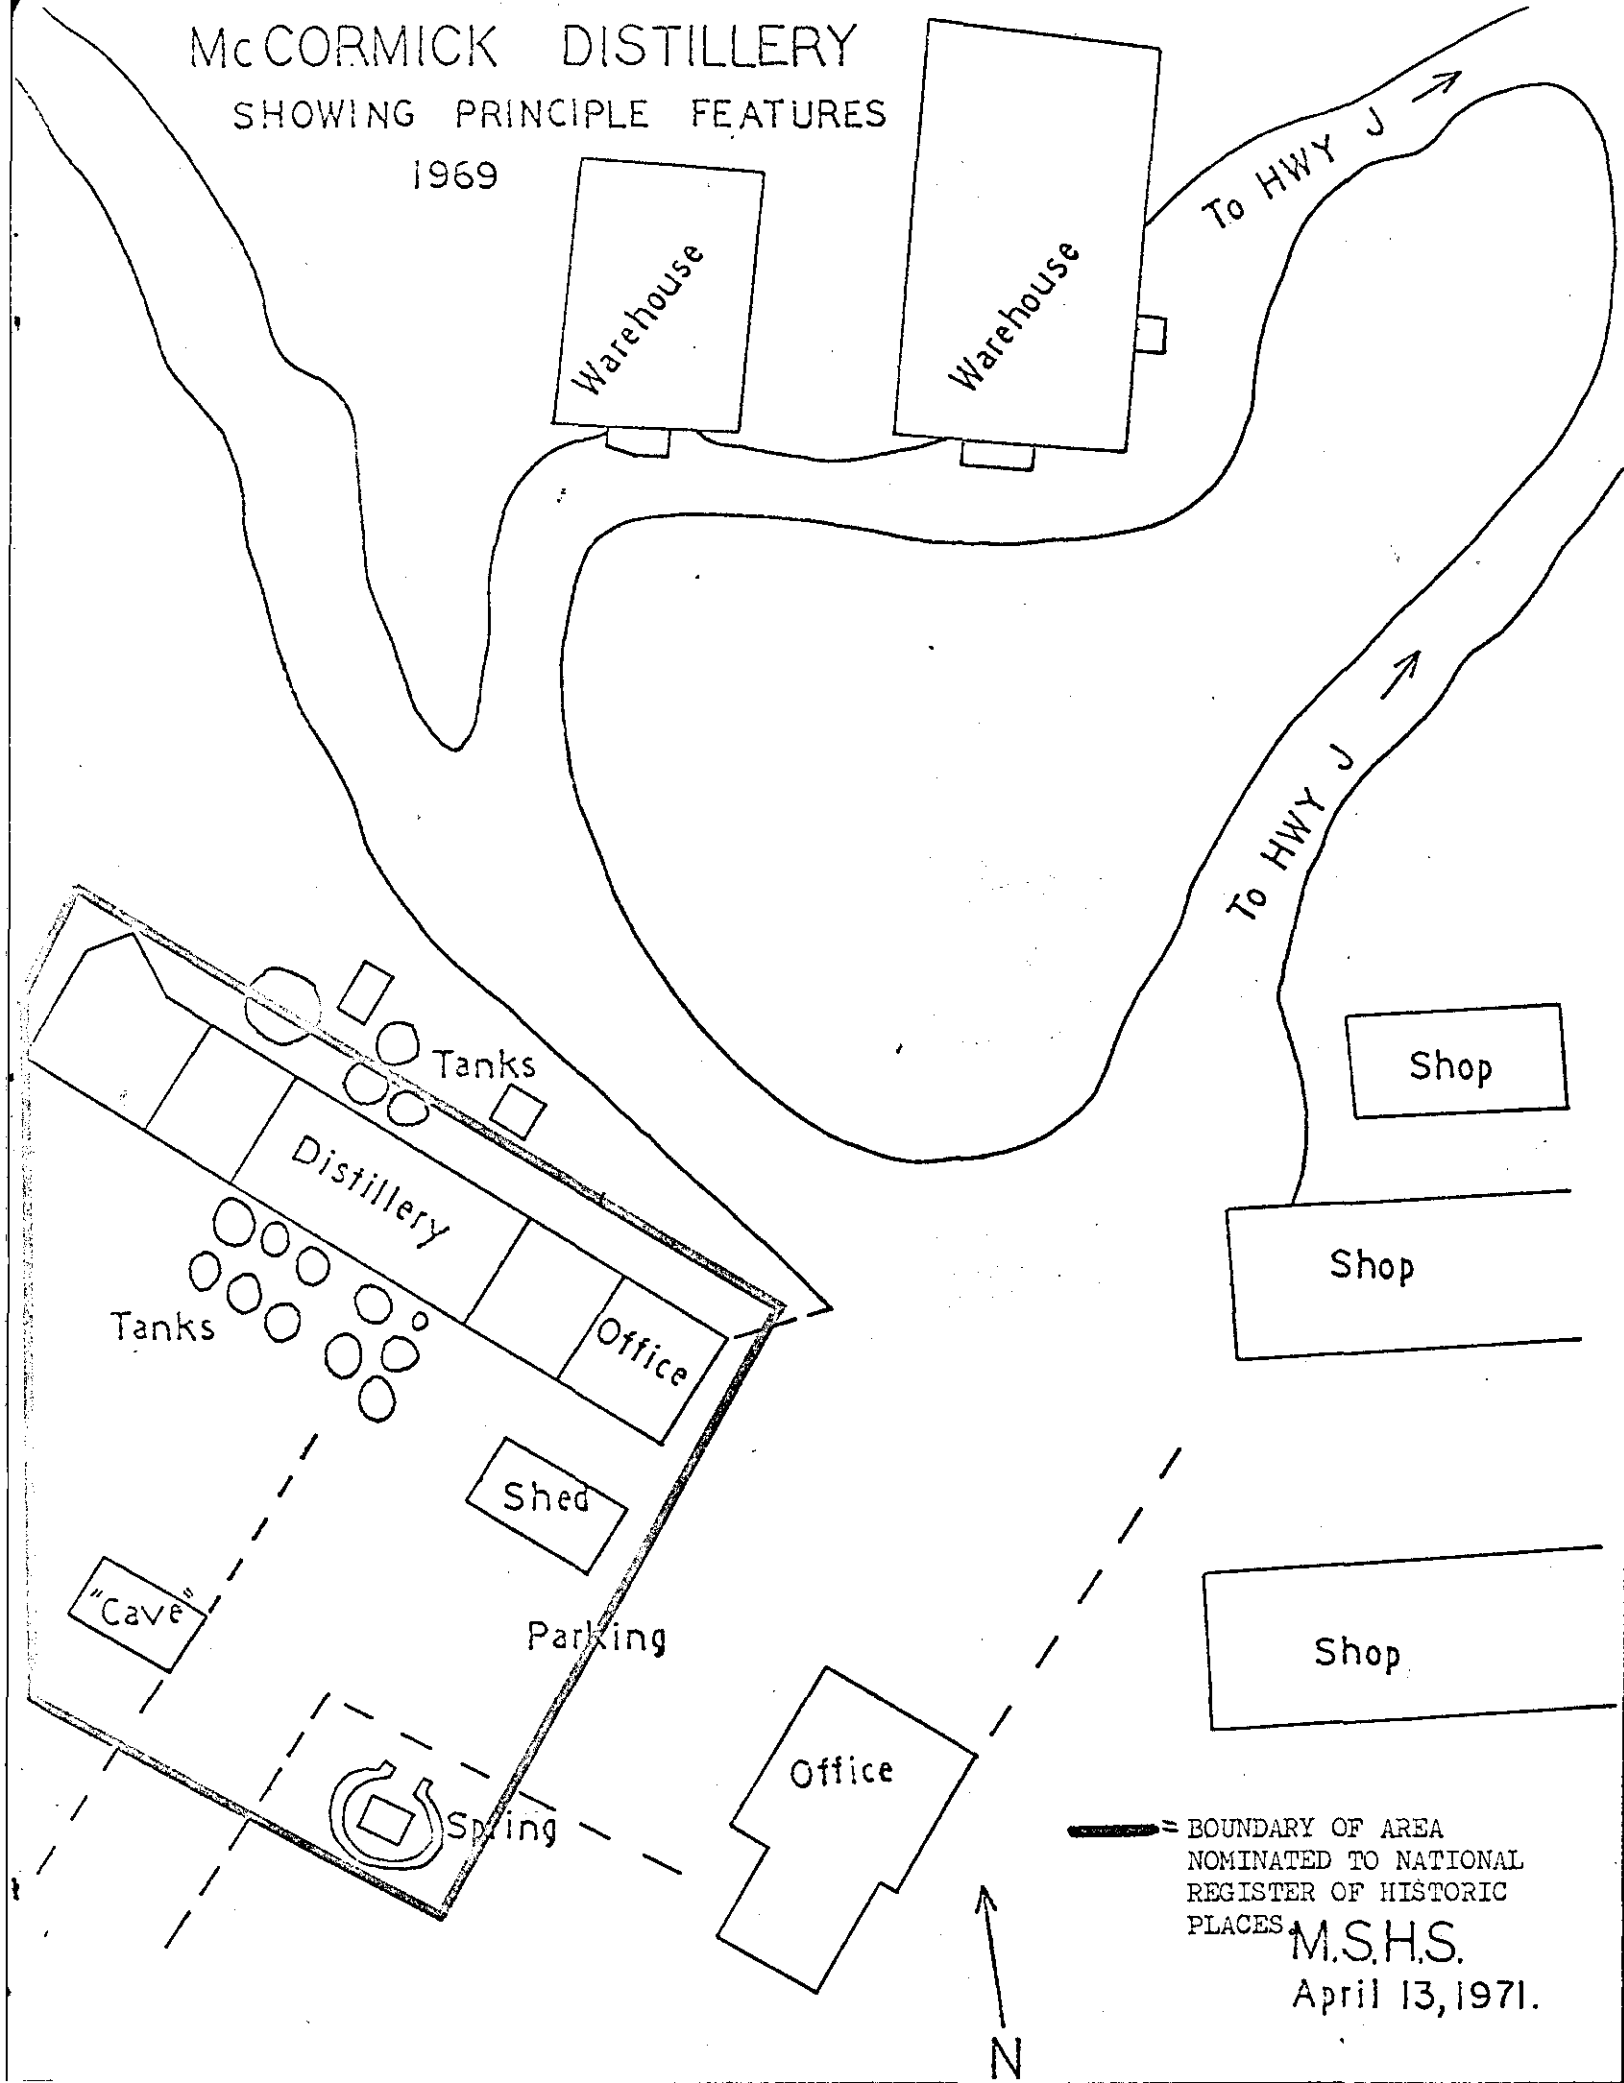 McCORMICK DISTILLERY
SHOWING PRINCIPLE FEATURES
1969
Warehouse
Warehouse
To HWY J
To HWY J
Tanks
Distillery
Tanks
Office
Shed
"Cave"
Parking
Spring
Office
Shop
Shop
Shop
= BOUNDARY OF AREA
NOMINATED TO NATIONAL
REGISTER OF HISTORIC
PLACES.
M.S.H.S.
April 13, 1971.
N